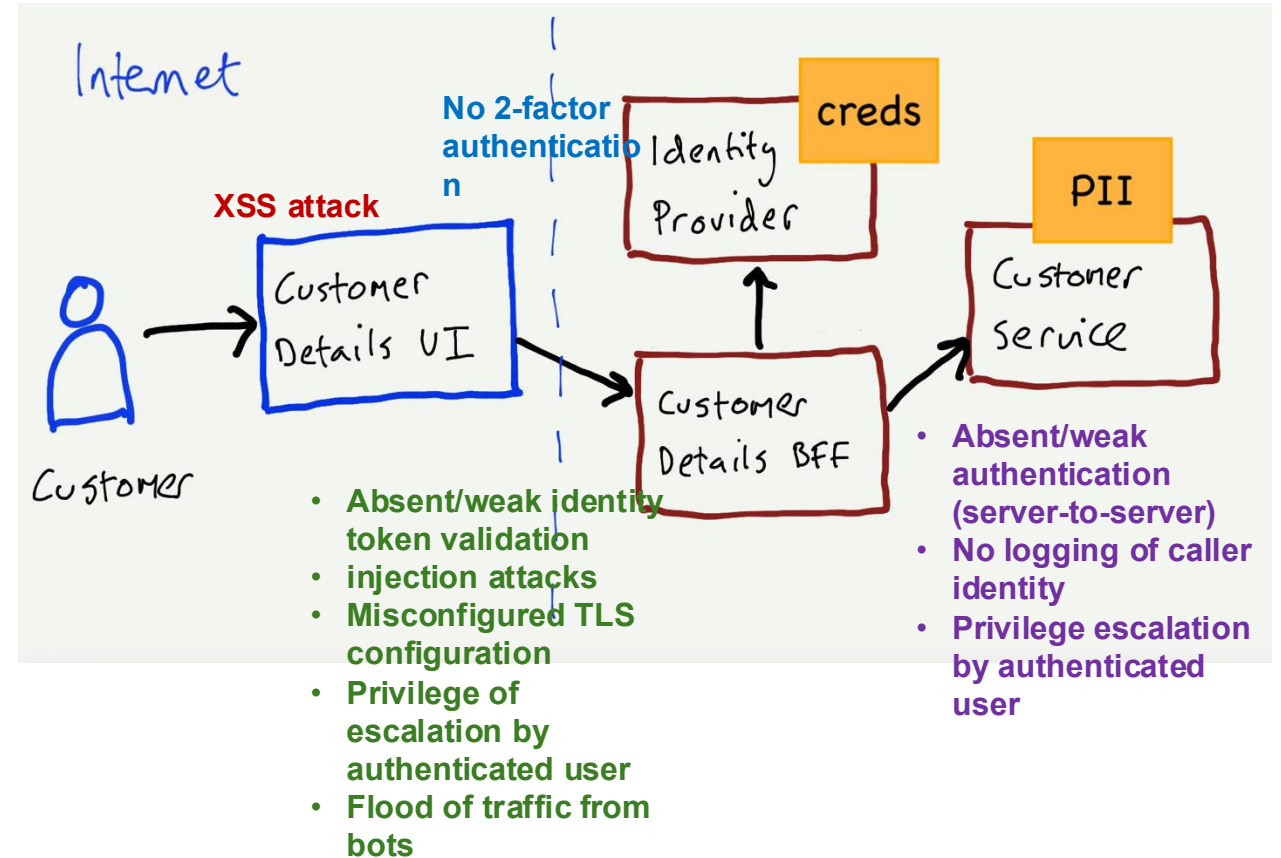 Internet
No 2-factor
authenticatio
n
creds
Identity
Provider
PII
XSS attack
Customer
Details UI
Customer
Service
Customer
Details BFF
Customer
• Absent/weak identity
token validation
• injection attacks
• Misconfigured TLS
configuration
• Privilege of
escalation by
authenticated user
• Flood of traffic from
bots
• Absent/weak
authentication
(server-to-server)
• No logging of caller
identity
• Privilege escalation
by authenticated
user